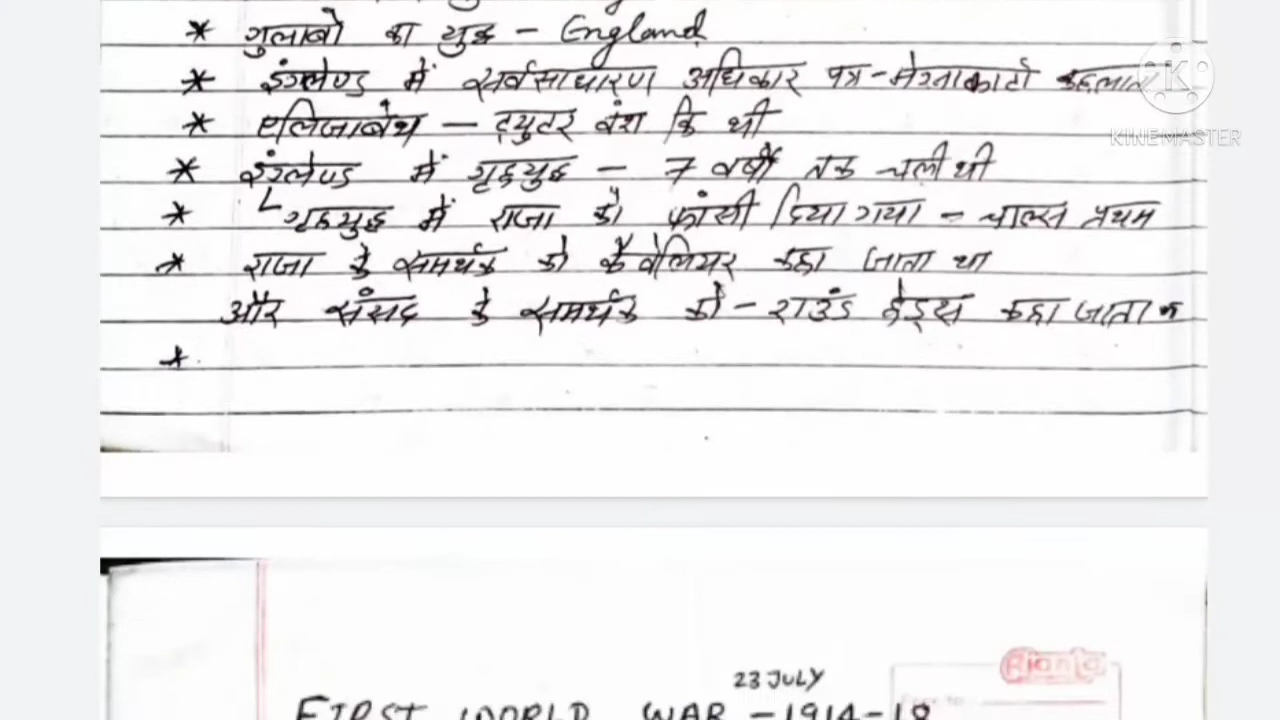 * गुलाबो का युद्ध - England
* इंग्लेण्ड में सर्वसाधारण अधिकार पत्र - मेग्नाकार्टा कहलाता
KINEMASTER
* एलिजाबेथ - ट्युटर वंश कि थी
* इंग्लेण्ड में गृहयुद्ध - 7 वर्षो तक चली थी
* गृहयुद्ध में राजा को फांसी दिया गया - चार्ल्स प्रथम
* राजा के समर्थक को कैवेलियर कहा जाता था
और संसद के समर्थक को - राउंड हेड्स कहा जाता
*
23 JULY
FIRST WORLD WAR - 1914-18